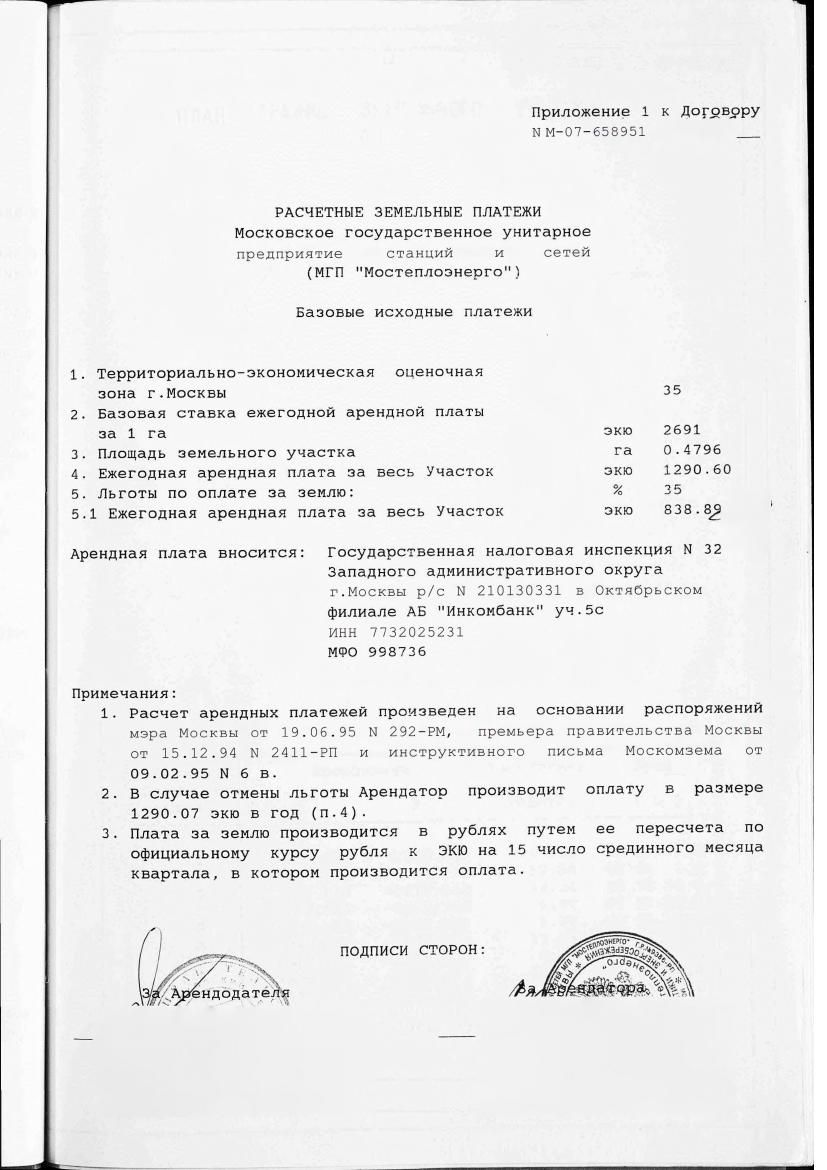 Приложение 1 к Договору
N М-07-658951
РАСЧЕТНЫЕ ЗЕМЕЛЬНЫЕ ПЛАТЕЖИ
Московское государственное унитарное
предприятие станций и сетей
(МГП "Мостеплоэнерго")
Базовые исходные платежи
1. Территориально-экономическая оценочная
зона г.Москвы 35
2. Базовая ставка ежегодной арендной платы
за 1 га экю 2691
3. Площадь земельного участка га 0.4796
4. Ежегодная арендная плата за весь Участок экю 1290.60
5. Льготы по оплате за землю: % 35
5.1 Ежегодная арендная плата за весь Участок экю 838.89
Арендная плата вносится: Государственная налоговая инспекция N 32
Западного административного округа
г.Москвы р/с N 210130331 в Октябрьском
филиале АБ "Инкомбанк" уч.5с
ИНН 7732025231
МФО 998736
Примечания:
1. Расчет арендных платежей произведен на основании распоряжений
мэра Москвы от 19.06.95 N 292-РМ, премьера правительства Москвы
от 15.12.94 N 2411-РП и инструктивного письма Москомзема от
09.02.95 N 6 в.
2. В случае отмены льготы Арендатор производит оплату в размере
1290.07 экю в год (п.4).
3. Плата за землю производится в рублях путем ее пересчета по
официальному курсу рубля к ЭКЮ на 15 число срединного месяца
квартала, в котором производится оплата.
ПОДПИСИ СТОРОН:
За Арендодателя За Арендатора